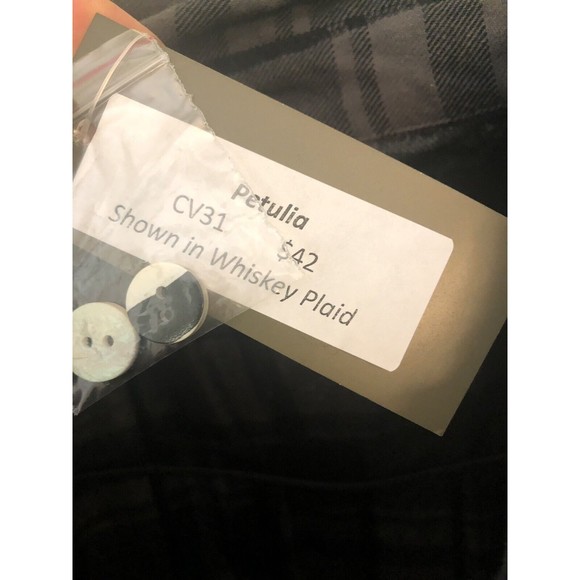 Petulia
CV31 $42
Shown in Whiskey Plaid